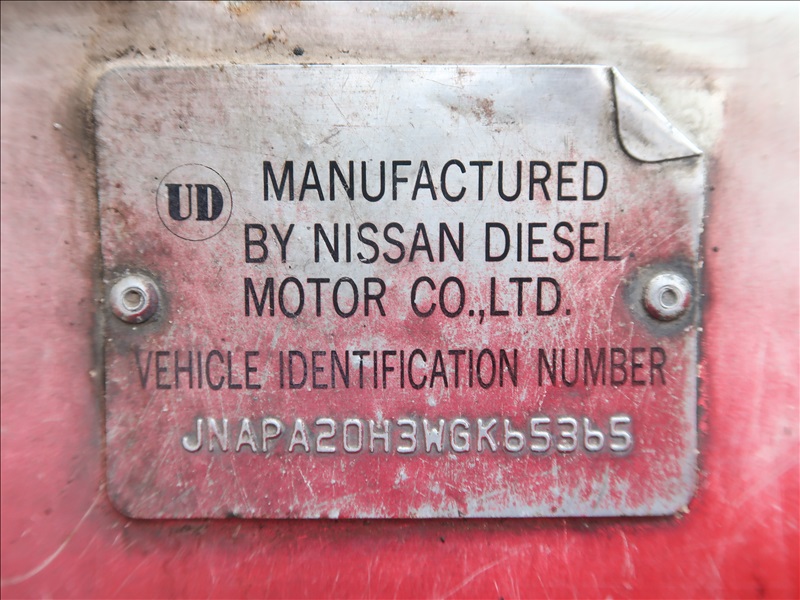 UD
MANUFACTURED
BY NISSAN DIESEL
MOTOR CO.,LTD.
VEHICLE IDENTIFICATION NUMBER
JNAPA20H3WGK65365